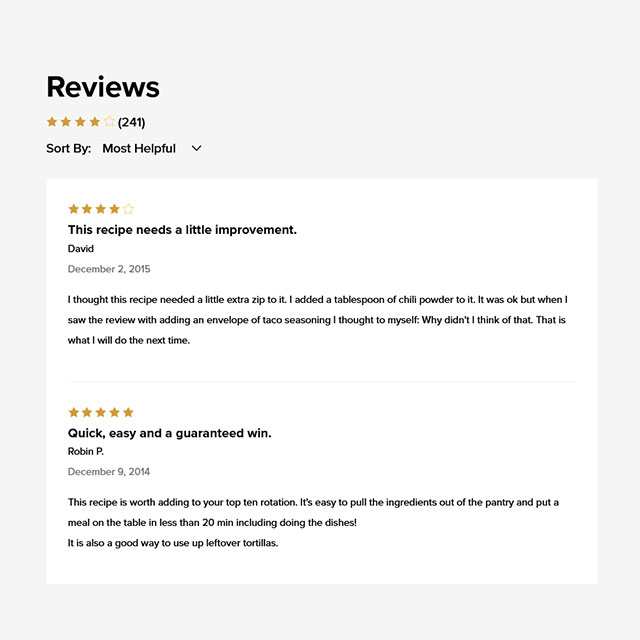 Reviews
(241)
Sort By: Most Helpful
This recipe needs a little improvement.
David
December 2, 2015
I thought this recipe needed a little extra zip to it. I added a tablespoon of chili powder to it. It was ok but when I
saw the review with adding an envelope of taco seasoning I thought to myself: Why didn't I think of that. That is
what I will do the next time.
Quick, easy and a guaranteed win.
Robin P.
December 9, 2014
This recipe is worth adding to your top ten rotation. It's easy to pull the ingredients out of the pantry and put a
meal on the table in less than 20 min including doing the dishes!
It is also a good way to use up leftover tortillas.